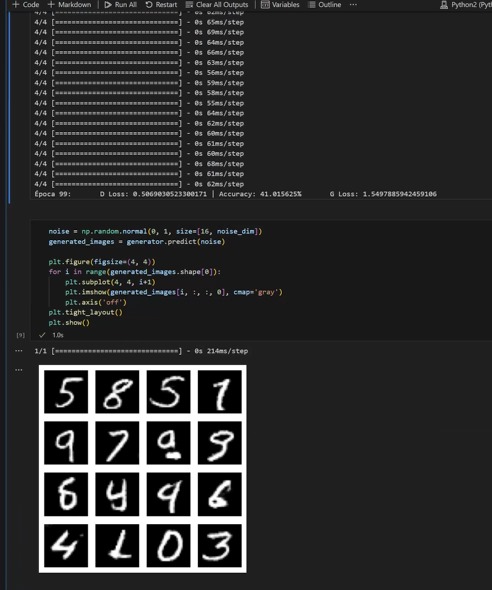 + Code + Markdown | Run All Restart Clear All Outputs | Variables Outline ... Python2
4/4 [==============================] - 0s 62ms/step
4/4 [==============================] - 0s 65ms/step
4/4 [==============================] - 0s 69ms/step
4/4 [==============================] - 0s 64ms/step
4/4 [==============================] - 0s 56ms/step
4/4 [==============================] - 0s 63ms/step
4/4 [==============================] - 0s 56ms/step
4/4 [==============================] - 0s 59ms/step
4/4 [==============================] - 0s 58ms/step
4/4 [==============================] - 0s 55ms/step
4/4 [==============================] - 0s 64ms/step
4/4 [==============================] - 0s 62ms/step
4/4 [==============================] - 0s 60ms/step
4/4 [==============================] - 0s 61ms/step
4/4 [==============================] - 0s 60ms/step
4/4 [==============================] - 0s 68ms/step
4/4 [==============================] - 0s 61ms/step
4/4 [==============================] - 0s 62ms/step
Época 99: D Loss: 0.5069030523300171 | Accuracy: 41.015625% G Loss: 1.5497885942459106
noise = np.random.normal(0, 1, size=[16, noise_dim])
generated_images = generator.predict(noise)
plt.figure(figsize=(4, 4))
for i in range(generated_images.shape[0]):
plt.subplot(4, 4, i+1)
plt.imshow(generated_images[i, :, :, 0], cmap='gray')
plt.axis('off')
plt.tight_layout()
plt.show()
[9] ✓ 1.0s
... 1/1 [==============================] - 0s 214ms/step
...
5 8 5 1
9 7 9 9
6 4 9 6
4 1 0 3